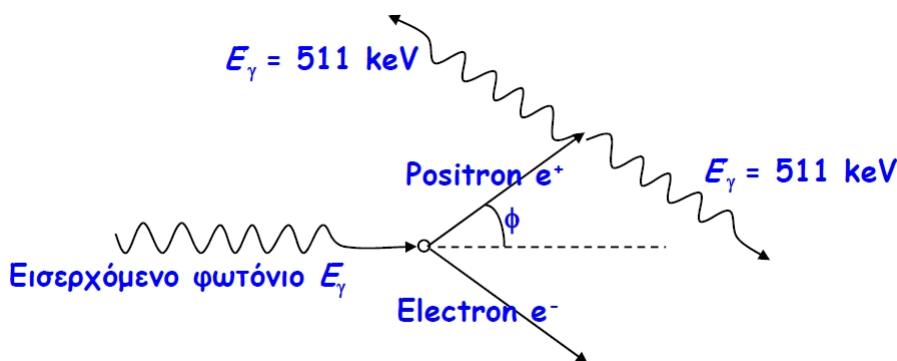 Eγ = 511 keV
Positron e⁺
Eγ = 511 keV
ϕ
Εισερχόμενο φωτόνιο Eγ
Electron e⁻